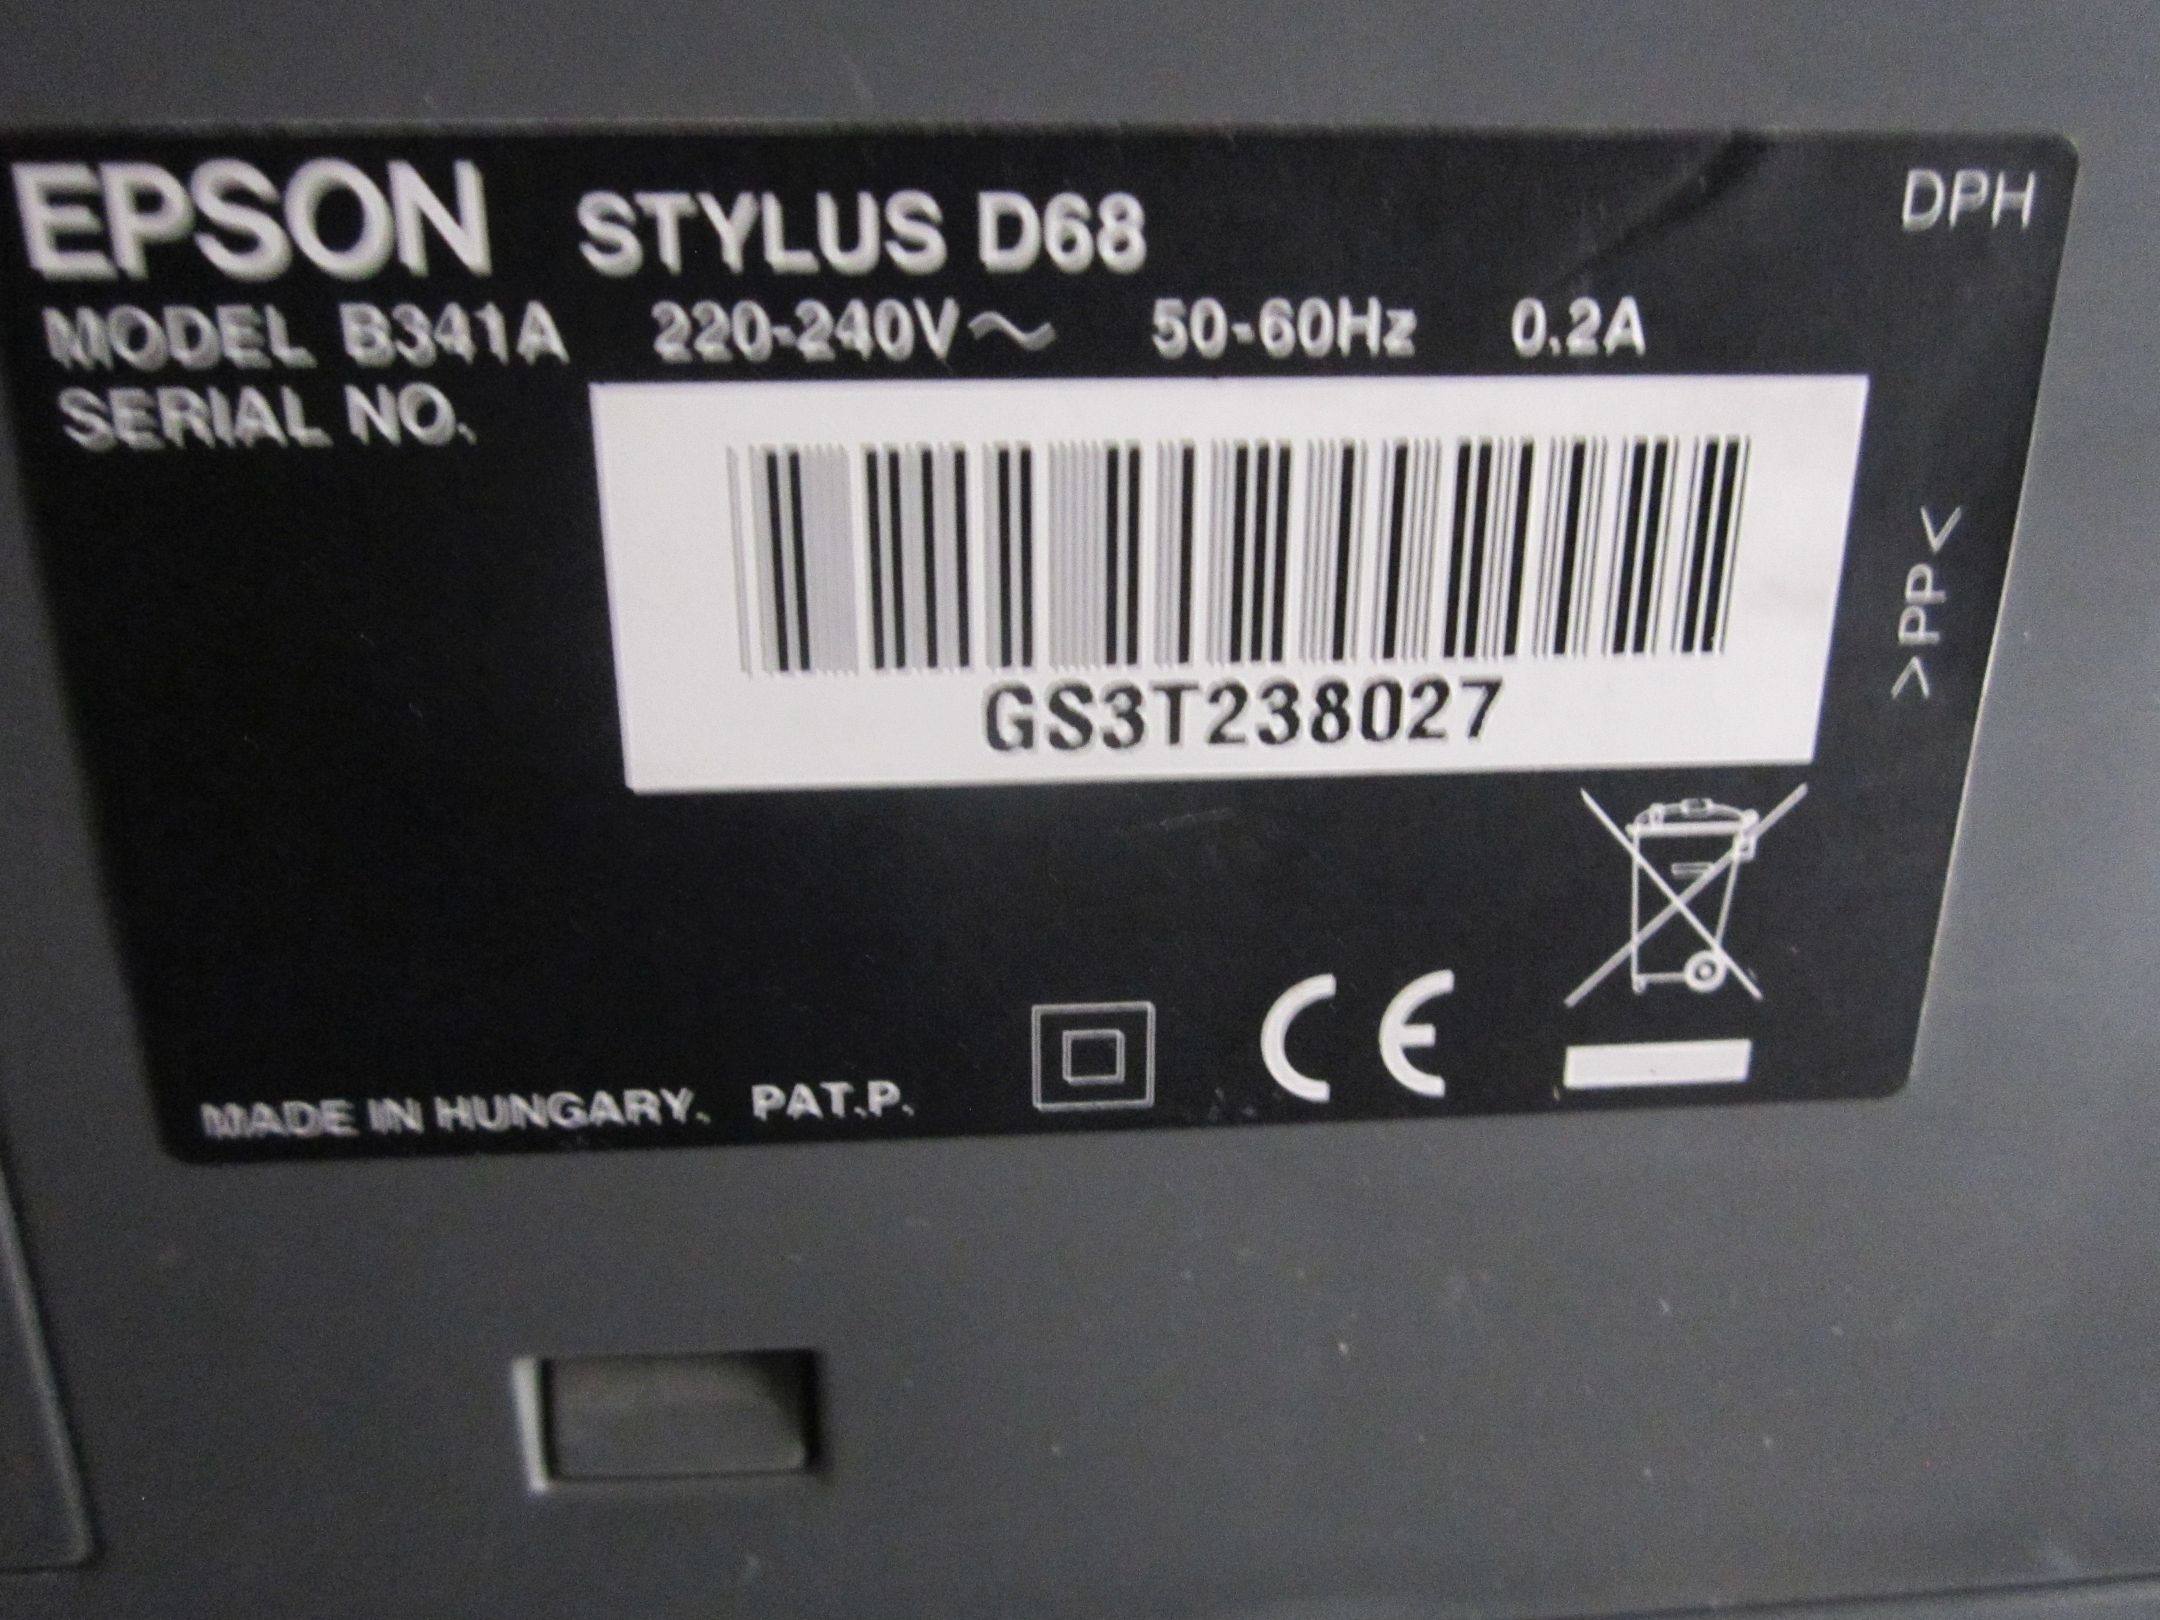 EPSON STYLUS D68 DPH
MODEL B341A 220-240V~ 50-60Hz 0.2A
SERIAL NO.
GS3T238027
>PP<
CE
MADE IN HUNGARY. PAT.P.